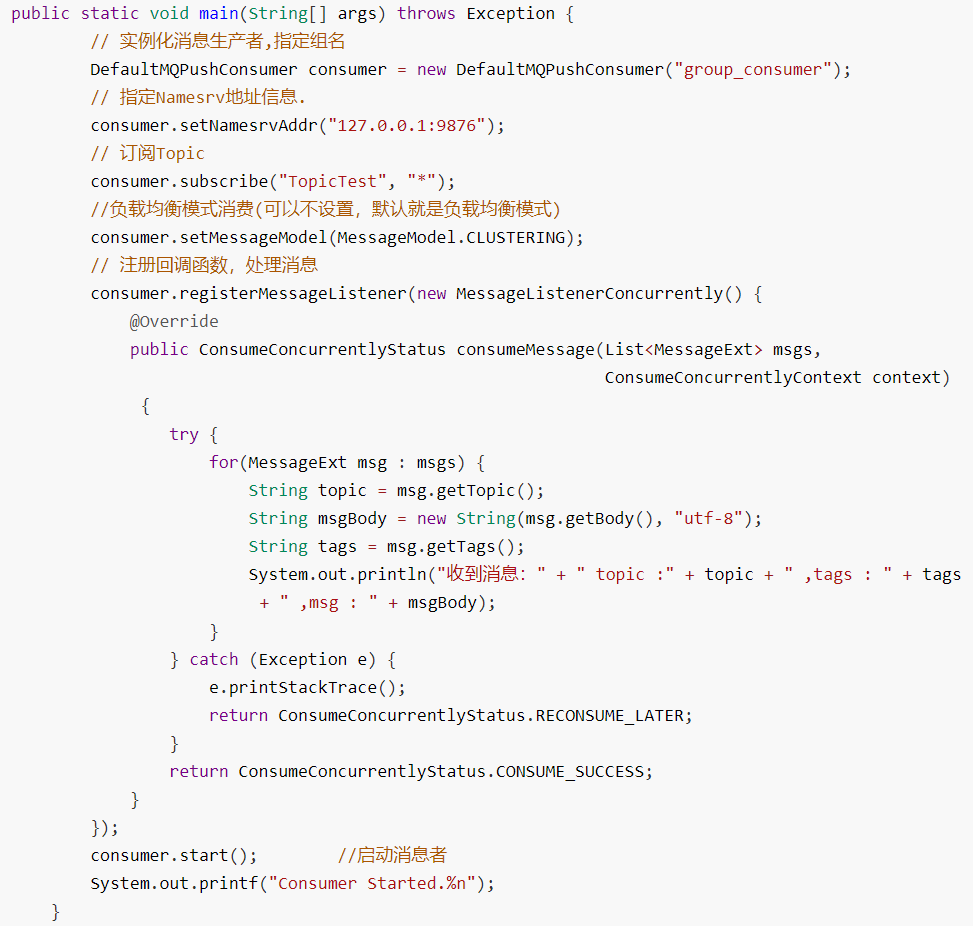 public static void main(String[] args) throws Exception {
// 实例化消息生产者,指定组名
DefaultMQPushConsumer consumer = new DefaultMQPushConsumer("group_consumer");
// 指定Namesrv地址信息.
consumer.setNamesrvAddr("127.0.0.1:9876");
// 订阅Topic
consumer.subscribe("TopicTest", "*");
//负载均衡模式消费(可以不设置，默认就是负载均衡模式)
consumer.setMessageModel(MessageModel.CLUSTERING);
// 注册回调函数，处理消息
consumer.registerMessageListener(new MessageListenerConcurrently() {
@Override
public ConsumeConcurrentlyStatus consumeMessage(List<MessageExt> msgs,
ConsumeConcurrentlyContext context)
{
try {
for(MessageExt msg : msgs) {
String topic = msg.getTopic();
String msgBody = new String(msg.getBody(), "utf-8");
String tags = msg.getTags();
System.out.println("收到消息：" + " topic :" + topic + " ,tags : " + tags
+ " ,msg : " + msgBody);
}
} catch (Exception e) {
e.printStackTrace();
return ConsumeConcurrentlyStatus.RECONSUME_LATER;
}
return ConsumeConcurrentlyStatus.CONSUME_SUCCESS;
}
});
consumer.start(); //启动消息者
System.out.printf("Consumer Started.%n");
}